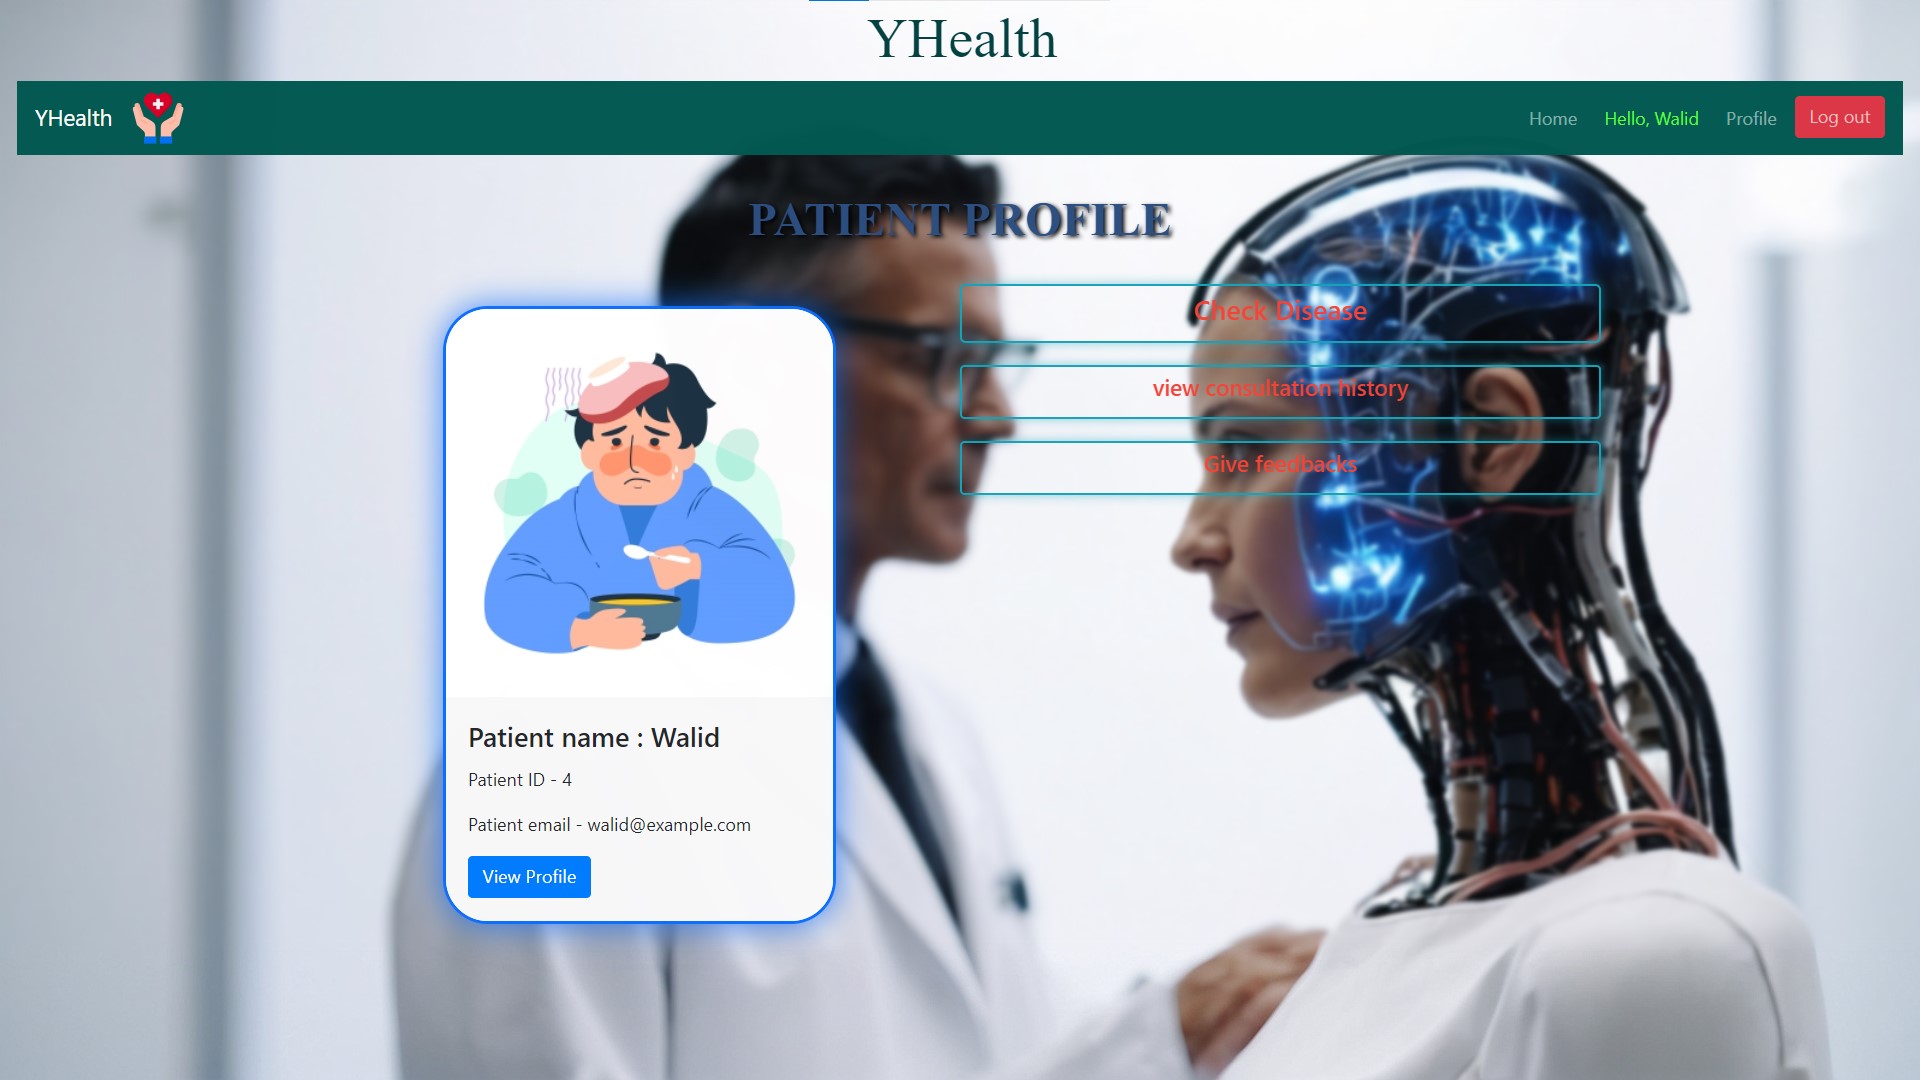 YHealth
YHealth
Home Hello, Walid Profile Log out
PATIENT PROFILE
Check Disease
view consultation history
Give feedbacks
Patient name : Walid
Patient ID - 4
Patient email - walid@example.com
View Profile